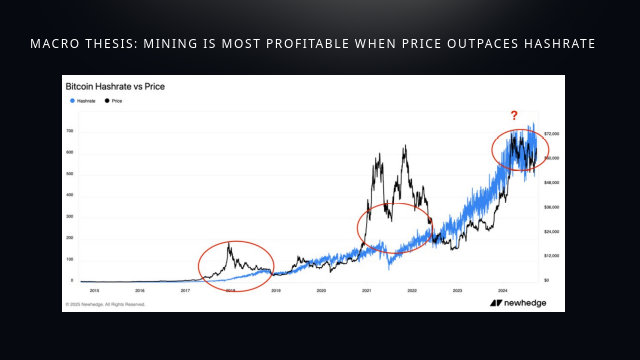 MACRO THESIS: MINING IS MOST PROFITABLE WHEN PRICE OUTPACES HASHRATE
Bitcoin Hashrate vs Price
Hashrate Price
?
700
600
500
400
300
200
100
0
$72,000
$60,000
$48,000
$36,000
$24,000
$12,000
$0
2015 2016 2017 2018 2019 2020 2021 2022 2023 2024
© 2025 Newhedge. All Rights Reserved.
newhedge